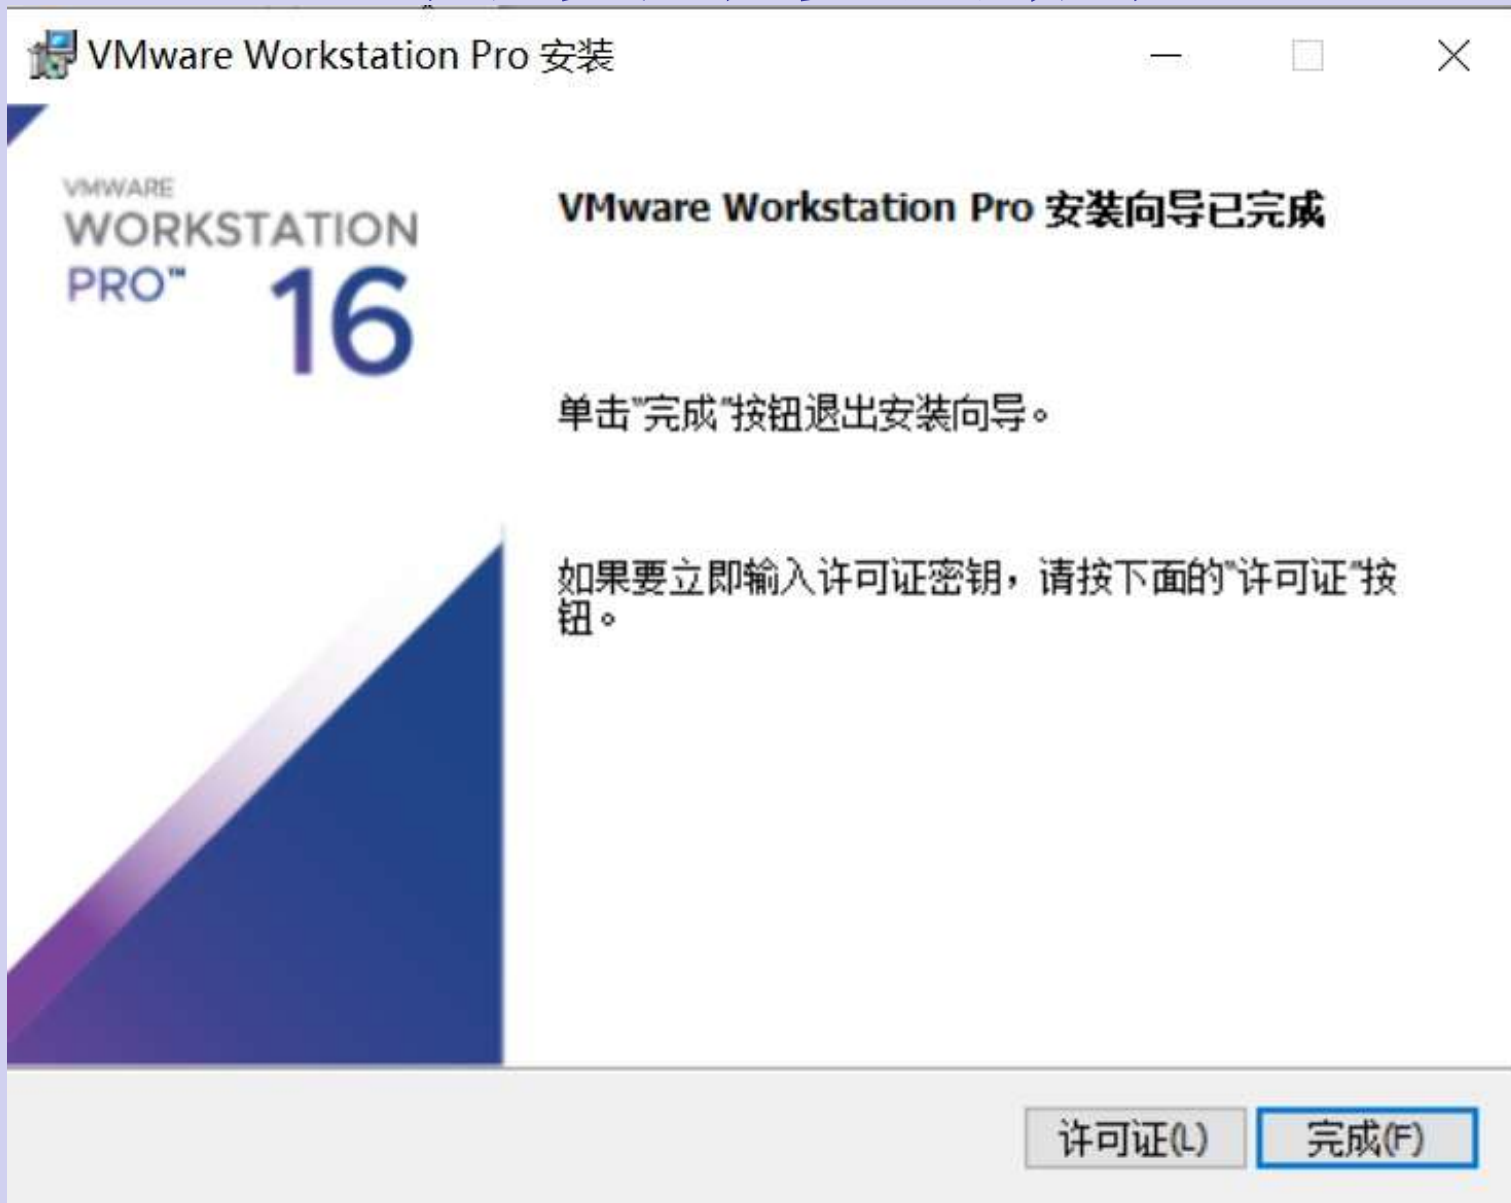 VMware Workstation Pro 安装
VMWARE
WORKSTATION
PRO™ 16
VMware Workstation Pro 安装向导已完成
单击"完成"按钮退出安装向导。
如果要立即输入许可证密钥，请按下面的"许可证"按
钮。
许可证(L)
完成(F)